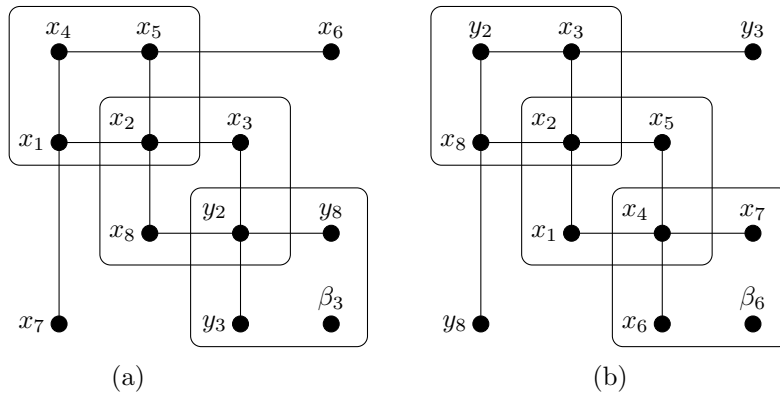 x₄ x₅ x₆ y₂ x₃ y₃
x₁ x₂ x₃ x₈ x₂ x₅
x₈ y₂ y₈ x₁ x₄ x₇
x₇ y₃ β₃ y₈ x₆ β₆
(a) (b)